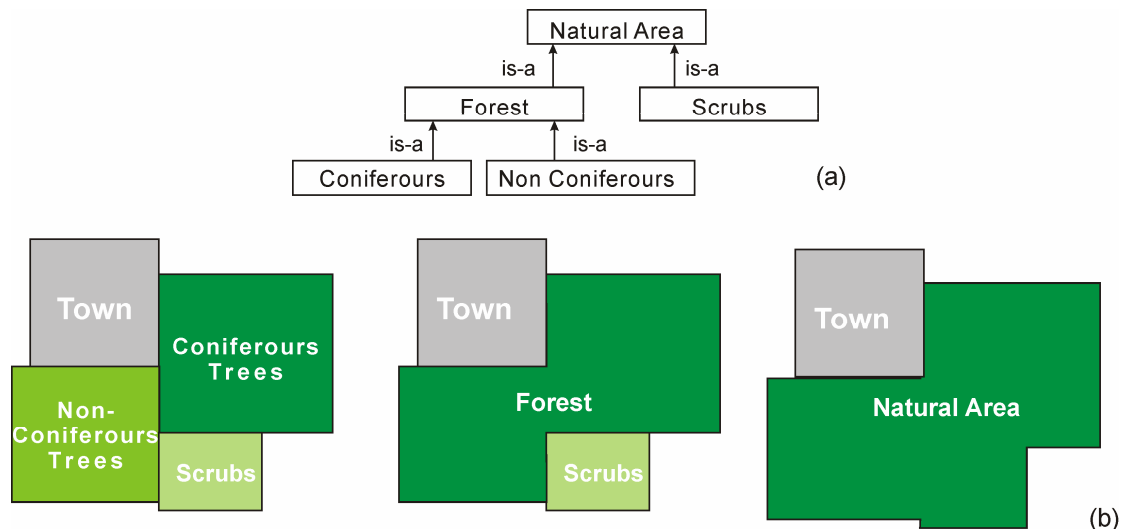 Natural Area
is-a
is-a
Forest
Scrubs
is-a
is-a
Coniferours
Non Coniferours
(a)
Town
Coniferours
Trees
Non-
Coniferours
Trees
Scrubs
Town
Forest
Scrubs
Town
Natural Area
(b)